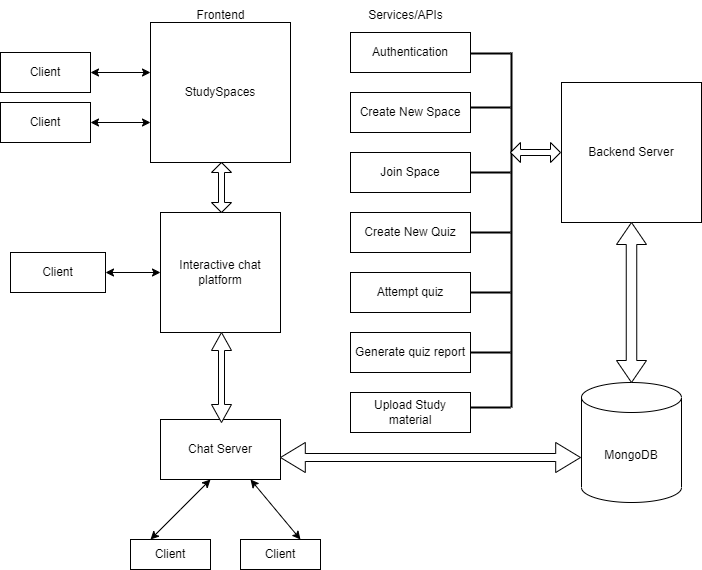 Frontend
Services/APIs
Client
Client
StudySpaces
Authentication
Create New Space
Join Space
Create New Quiz
Attempt quiz
Generate quiz report
Upload Study
material
Backend Server
Client
Interactive chat
platform
Chat Server
MongoDB
Client
Client